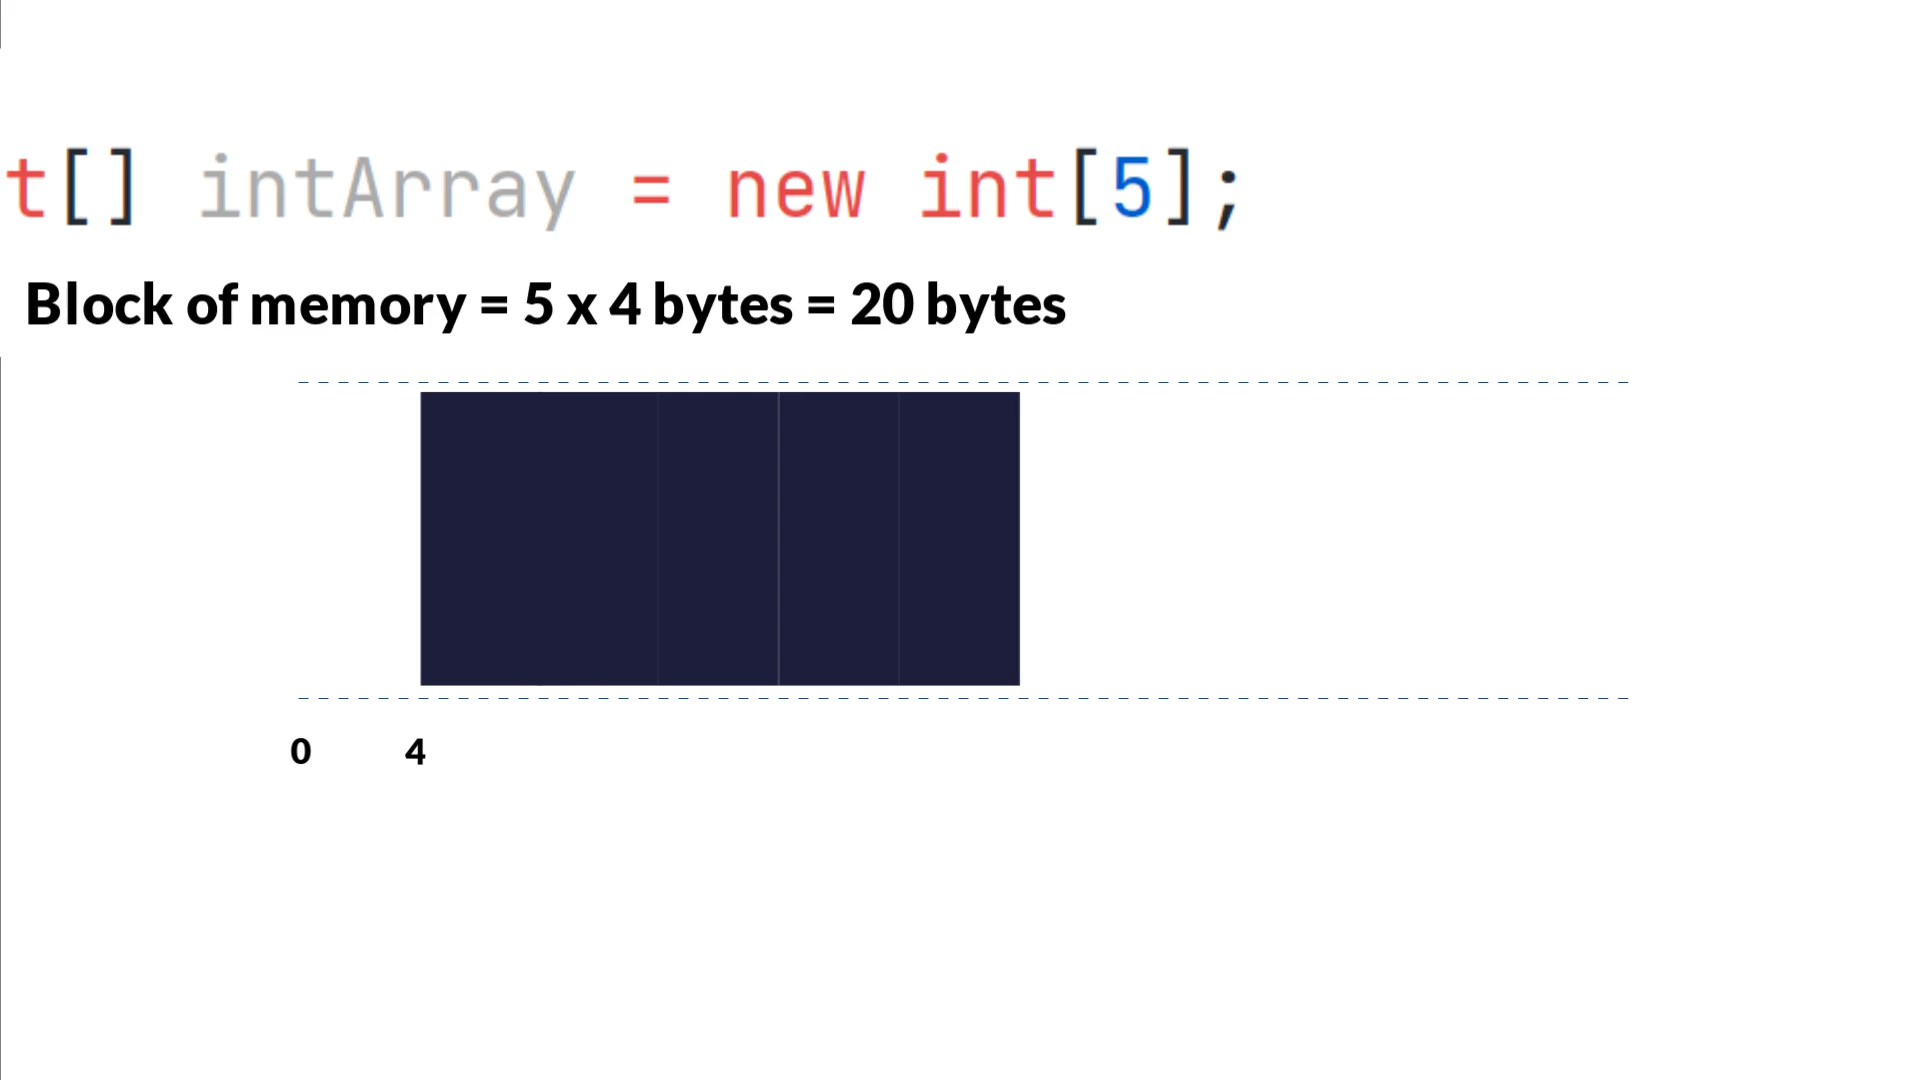 t[] intArray = new int[5];
Block of memory = 5 x 4 bytes = 20 bytes
0 4